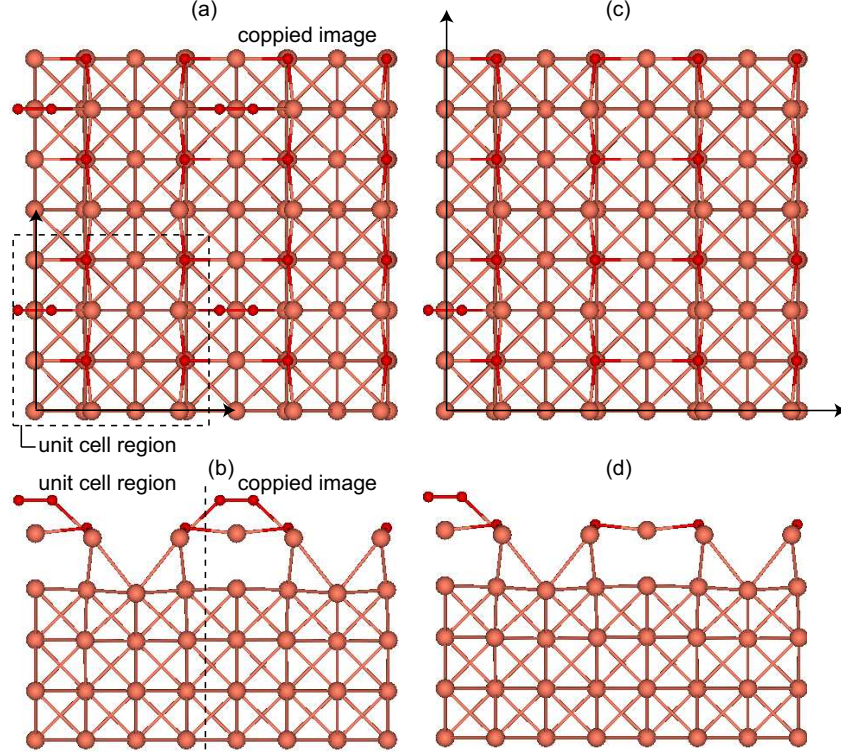 (a)
coppied image
(c)
unit cell region
(b)
(d)
unit cell region
coppied image